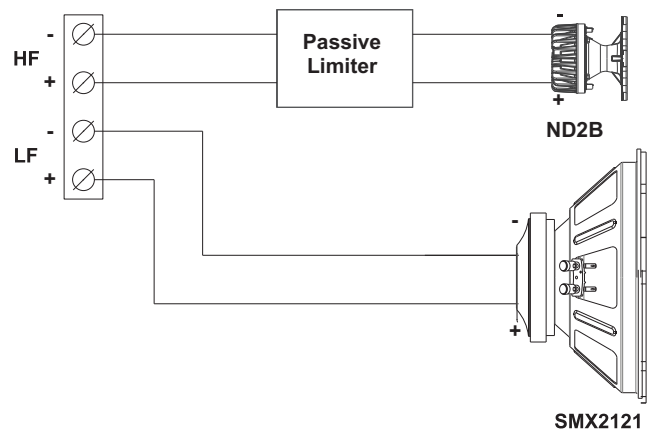 -
HF
+
-
LF
+
Passive
Limiter
-
+
ND2B
-
+
SMX2121